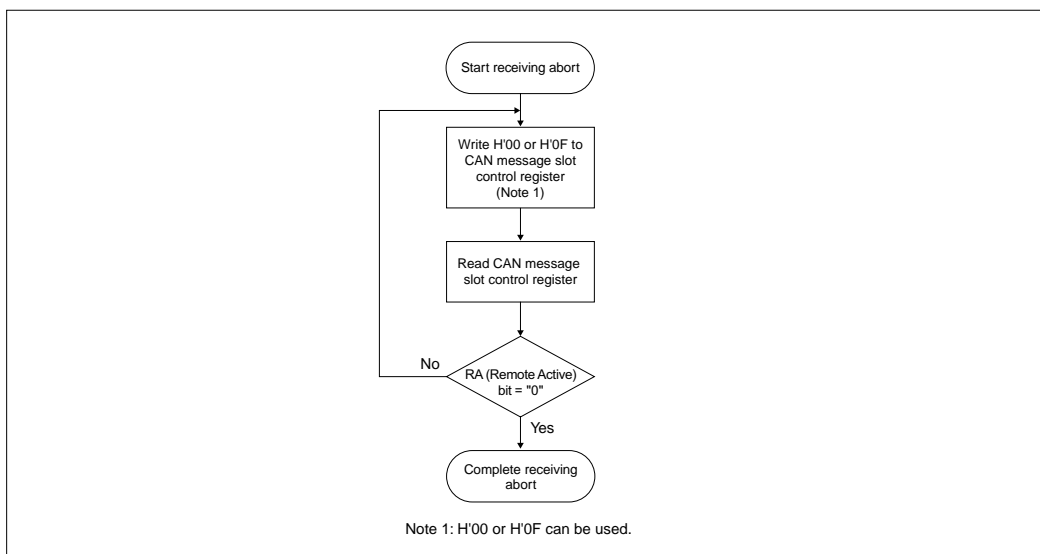 Start receiving abort
Write H'00 or H'0F to
CAN message slot
control register
(Note 1)
Read CAN message
slot control register
No
RA (Remote Active)
bit = "0"
Yes
Complete receiving
abort
Note 1: H'00 or H'0F can be used.